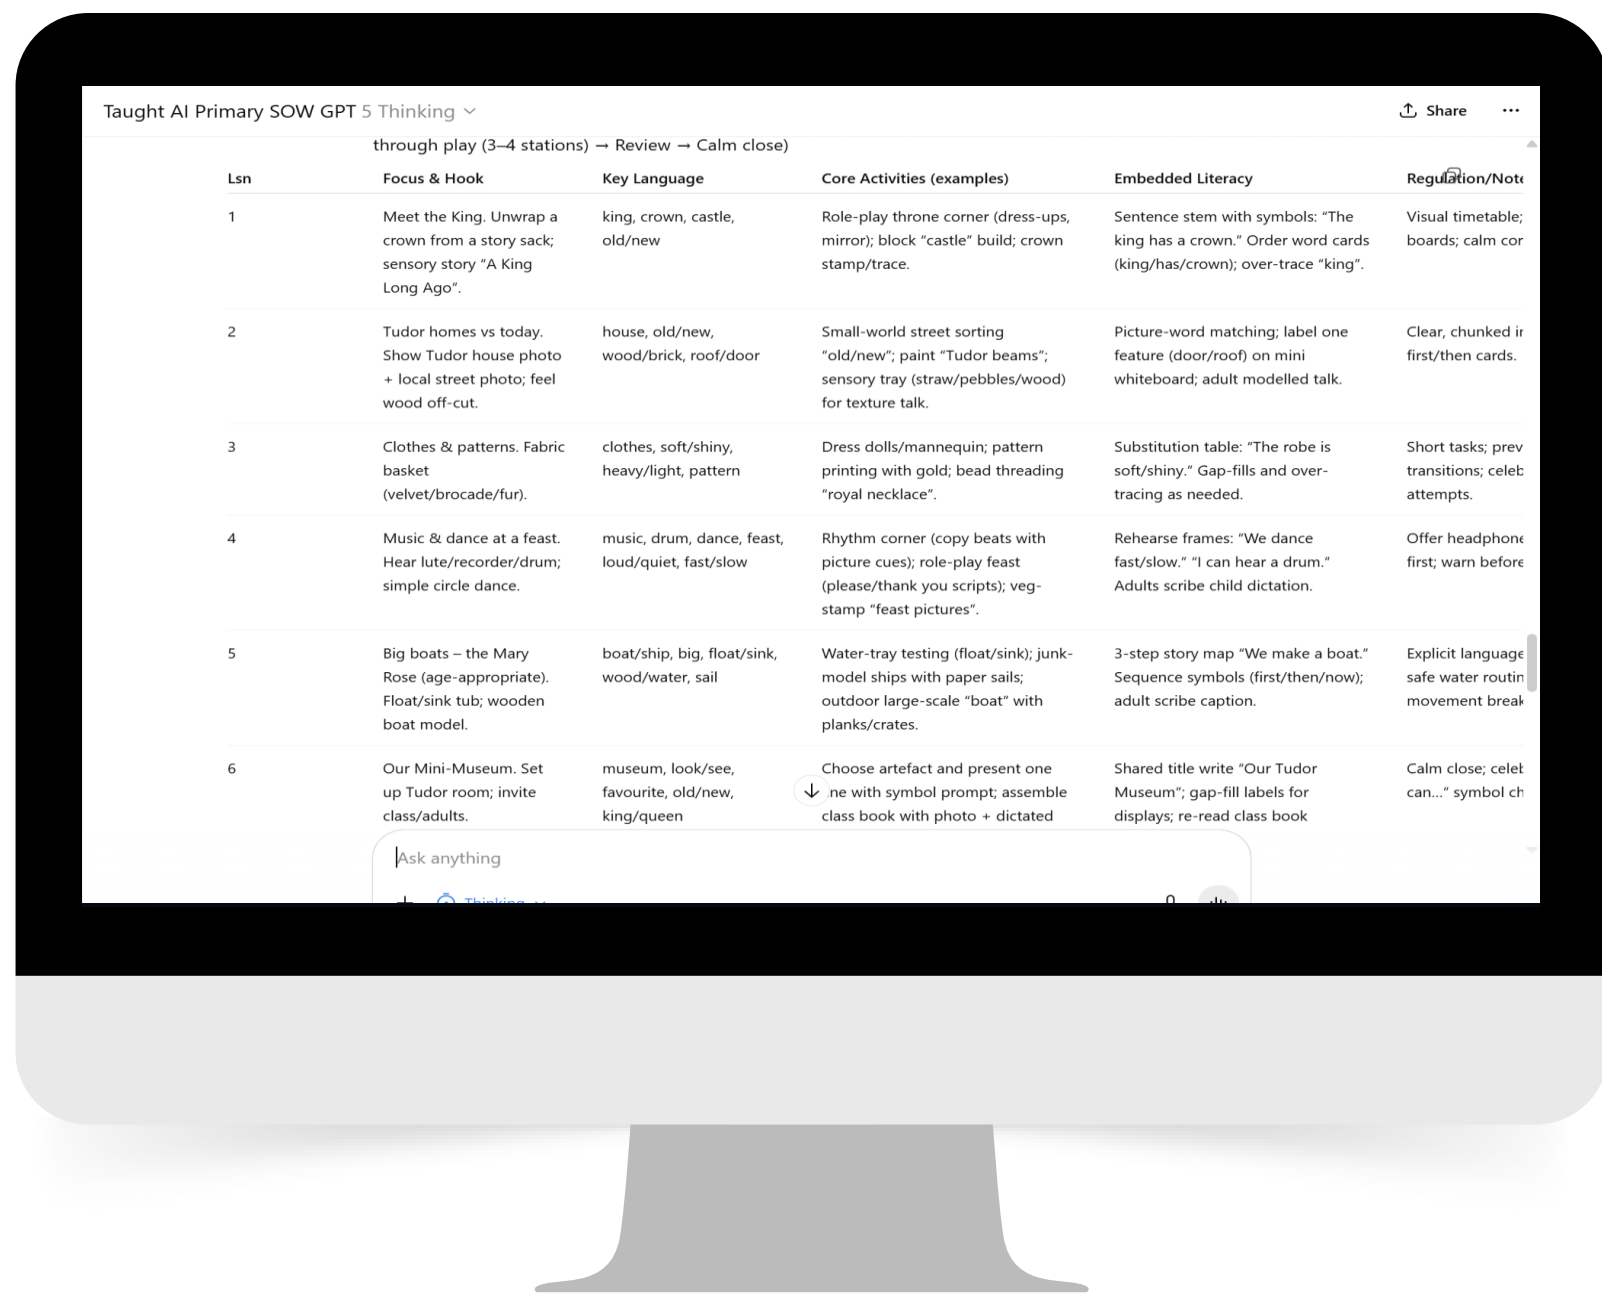 Taught AI Primary SOW GPT 5 Thinking
Share
through play (3–4 stations) → Review → Calm close)
Lsn Focus & Hook Key Language Core Activities (examples) Embedded Literacy Regulation/Note
1
Meet the King. Unwrap a
crown from a story sack;
sensory story “A King
Long Ago”.
king, crown, castle,
old/new
Role-play throne corner (dress-ups,
mirror); block “castle” build; crown
stamp/trace.
Sentence stem with symbols: “The
king has a crown.” Order word cards
(king/has/crown); over-trace “king”.
Visual timetable;
boards; calm cor
2
Tudor homes vs today.
Show Tudor house photo
+ local street photo; feel
wood off-cut.
house, old/new,
wood/brick, roof/door
Small-world street sorting
“old/new”; paint “Tudor beams”;
sensory tray (straw/pebbles/wood)
for texture talk.
Picture-word matching; label one
feature (door/roof) on mini
whiteboard; adult modelled talk.
Clear, chunked in
first/then cards.
3
Clothes & patterns. Fabric
basket
(velvet/brocade/fur).
clothes, soft/shiny,
heavy/light, pattern
Dress dolls/mannequin; pattern
printing with gold; bead threading
“royal necklace”.
Substitution table: “The robe is
soft/shiny.” Gap-fills and over-
tracing as needed.
Short tasks; prev
transitions; celeb
attempts.
4
Music & dance at a feast.
Hear lute/recorder/drum;
simple circle dance.
music, drum, dance, feast,
loud/quiet, fast/slow
Rhythm corner (copy beats with
picture cues); role-play feast
(please/thank you scripts); veg-
stamp “feast pictures”.
Rehearse frames: “We dance
fast/slow.” “I can hear a drum.”
Adults scribe child dictation.
Offer headphone
first; warn before
5
Big boats – the Mary
Rose (age-appropriate).
Float/sink tub; wooden
boat model.
boat/ship, big, float/sink,
wood/water, sail
Water-tray testing (float/sink); junk-
model ships with paper sails;
outdoor large-scale “boat” with
planks/crates.
3-step story map “We make a boat.”
Sequence symbols (first/then/now);
adult scribe caption.
Explicit language
safe water routin
movement break
6
Our Mini-Museum. Set
up Tudor room; invite
class/adults.
museum, look/see,
favourite, old/new,
king/queen
Choose artefact and present one
ne with symbol prompt; assemble
class book with photo + dictated
Shared title write “Our Tudor
Museum”; gap-fill labels for
displays; re-read class book
Calm close; celeb
can...” symbol ch
Ask anything
Thinking